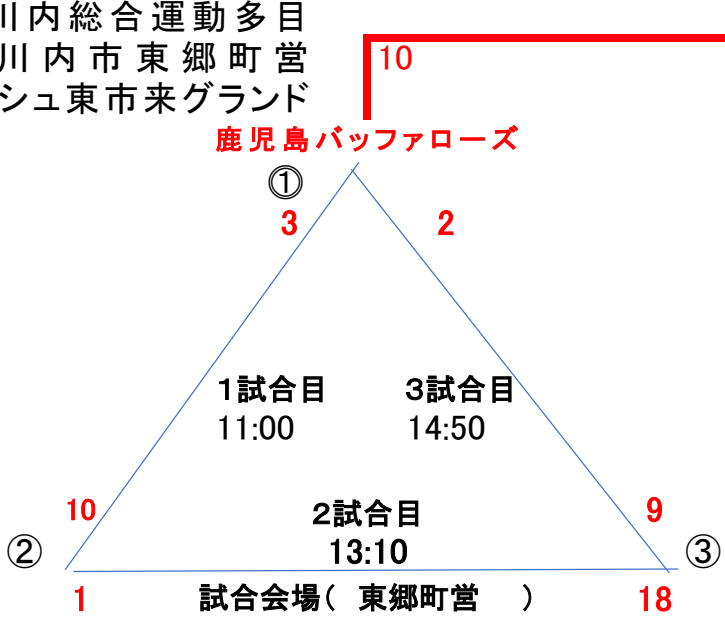 川内総合運動多目
川内市東郷町営
シュ東市来グランド
10
鹿児島バッファローズ
①
3
2
1試合目
3試合目
11:00
14:50
10
2試合目
9
②
13:10
③
1
試合会場( 東郷町営 )
18